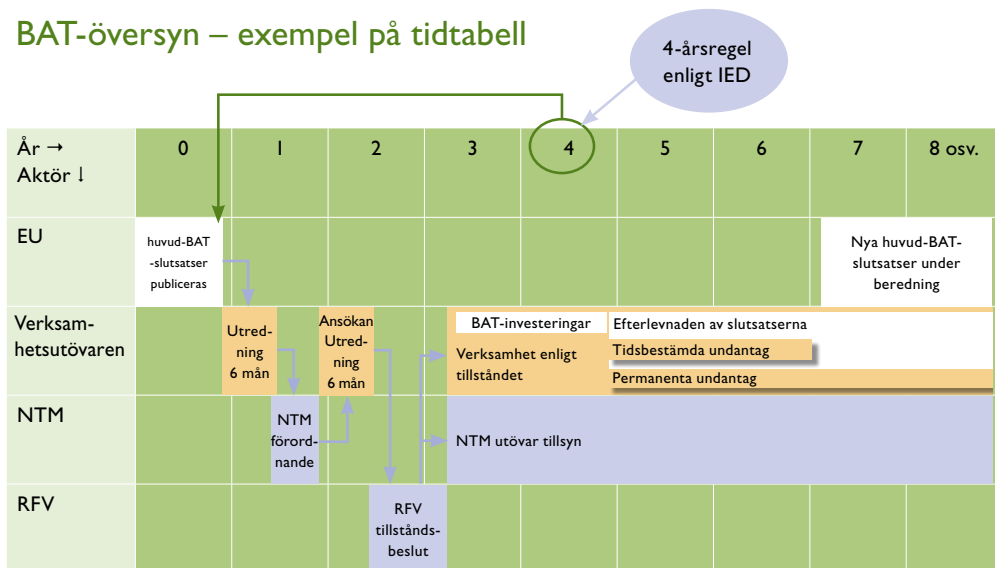 BAT-översyn – exempel på tidtabell
4-årsregel
enligt IED
År →
Aktör ↓
0
1
2
3
4
5
6
7
8 osv.
EU
huvud-BAT
-slutsatser
publiceras
Nya huvud-BAT-
slutsatser under
beredning
Verksam-
hetsutövaren
Utred-
ning
6 mån
Ansökan
Utred-
ning
6 mån
BAT-investeringar
Verksamhet enligt
tillståndet
Efterlevnaden av slutsatserna
Tidsbestämda undantag
Permanenta undantag
NTM
NTM
förord-
nande
NTM utövar tillsyn
RFV
RFV
tillstånds-
beslut